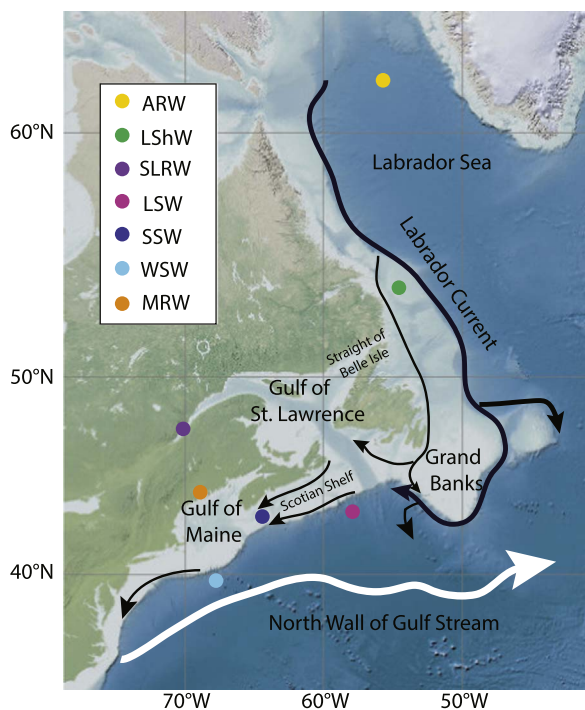 ARW
LShW
SLRW
LSW
SSW
WSW
MRW
60°N
50°N
40°N
Labrador Sea
Labrador Current
Straight of
Belle Isle
Gulf of
St. Lawrence
Grand
Banks
Scotian Shelf
Gulf of
Maine
North Wall of Gulf Stream
70°W
60°W
50°W